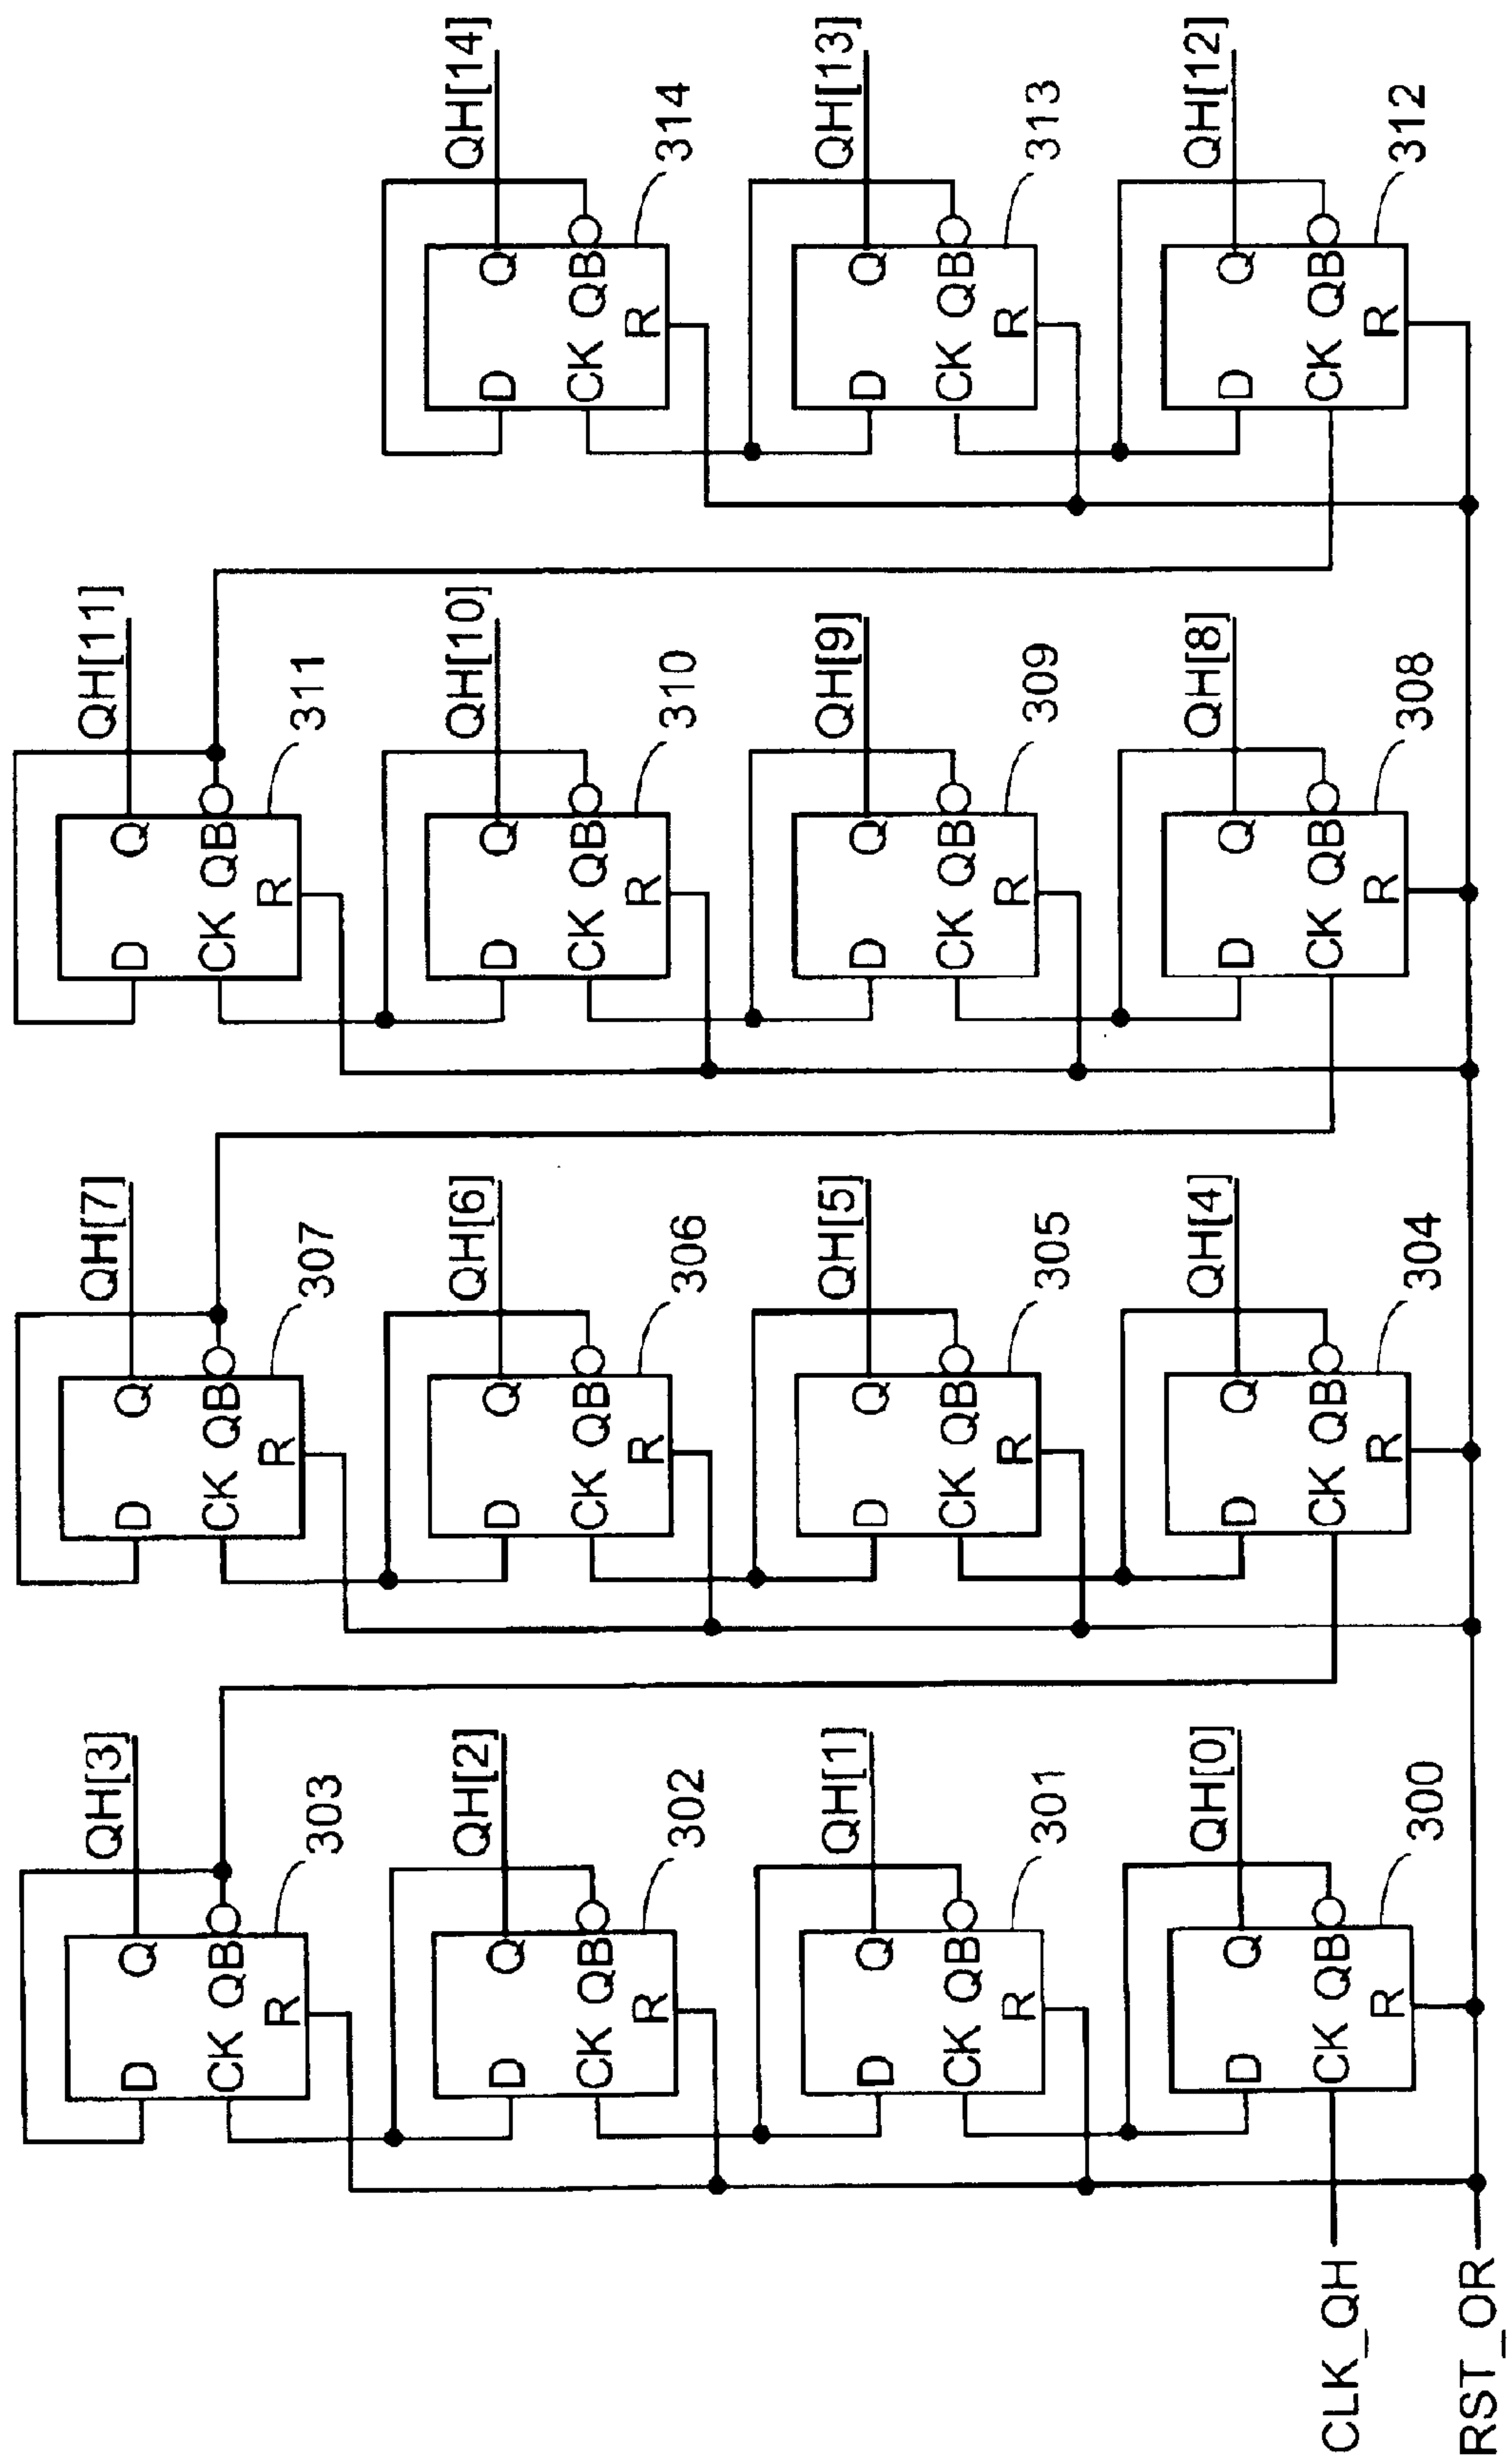 QH[3]
D Q
CK QB
R
303
QH[7]
D Q
CK QB
R
307
QH[11]
D Q
CK QB
R
311
QH[2]
D Q
CK QB
R
302
QH[6]
D Q
CK QB
R
306
QH[10]
D Q
CK QB
R
310
QH[14]
D Q
CK QB
R
314
QH[1]
D Q
CK QB
R
301
QH[5]
D Q
CK QB
R
305
QH[9]
D Q
CK QB
R
309
QH[13]
D Q
CK QB
R
313
QH[0]
D Q
CK QB
R
300
QH[4]
D Q
CK QB
R
304
QH[8]
D Q
CK QB
R
308
QH[12]
D Q
CK QB
R
312
CLK_QH
RST_OR